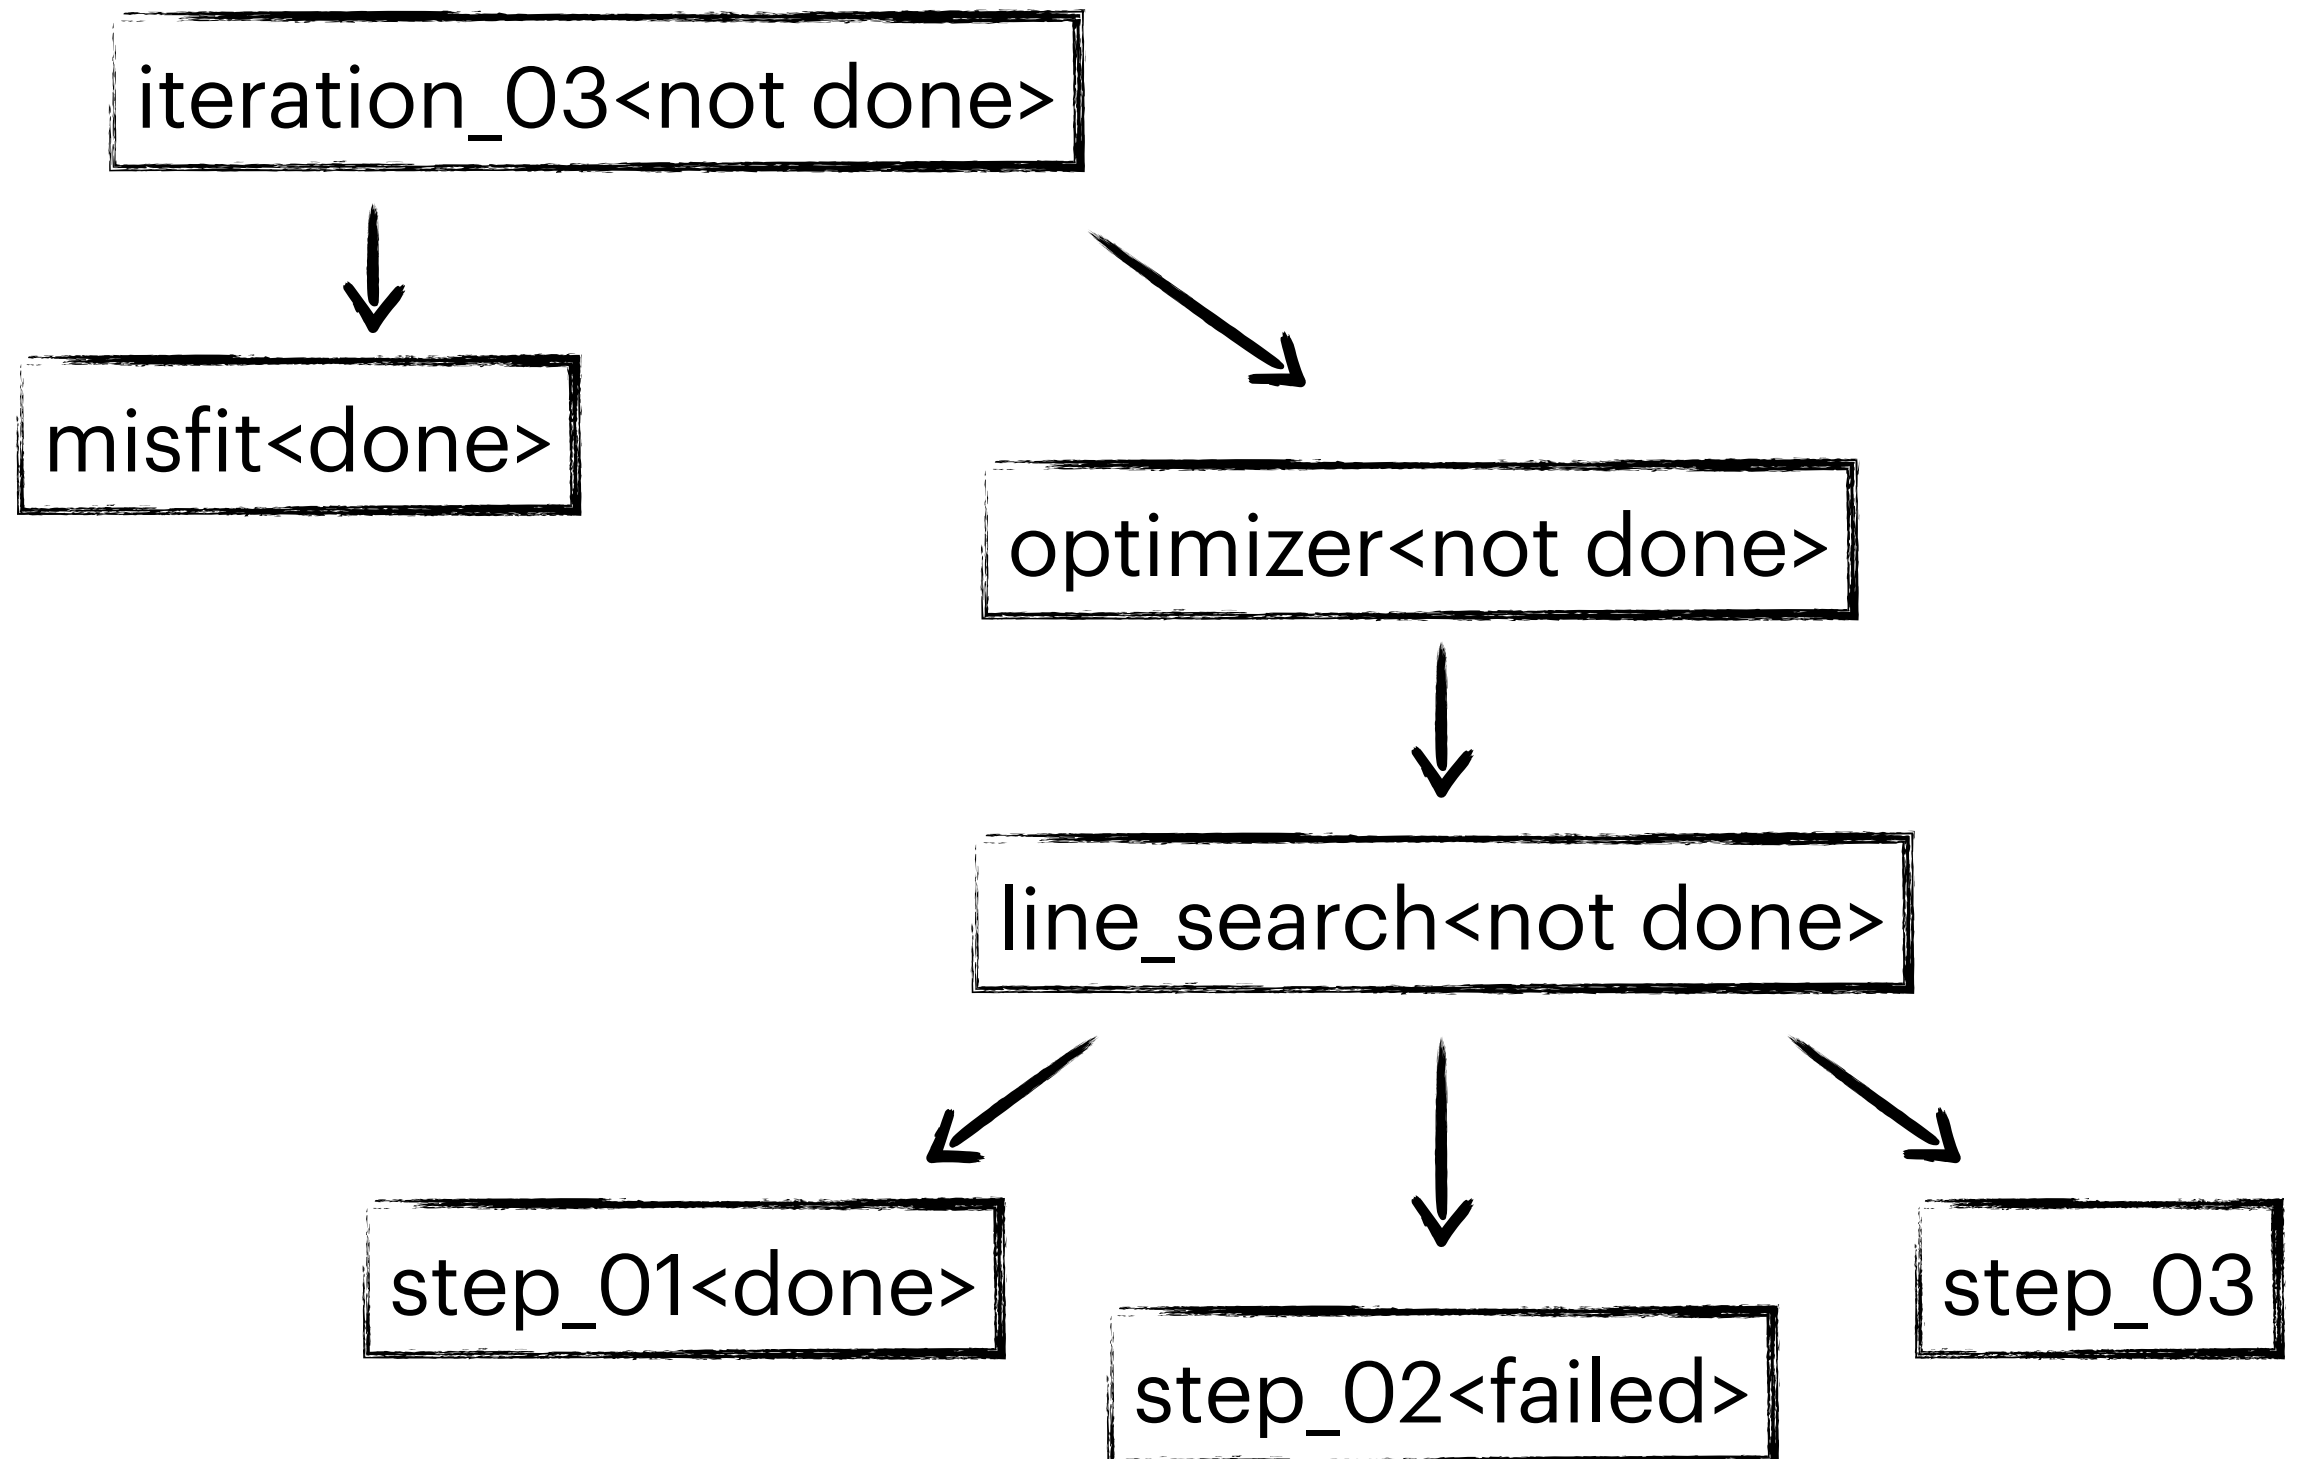 iteration_03<not done>
misfit<done>
optimizer<not done>
line_search<not done>
step_01<done>
step_02<failed>
step_03